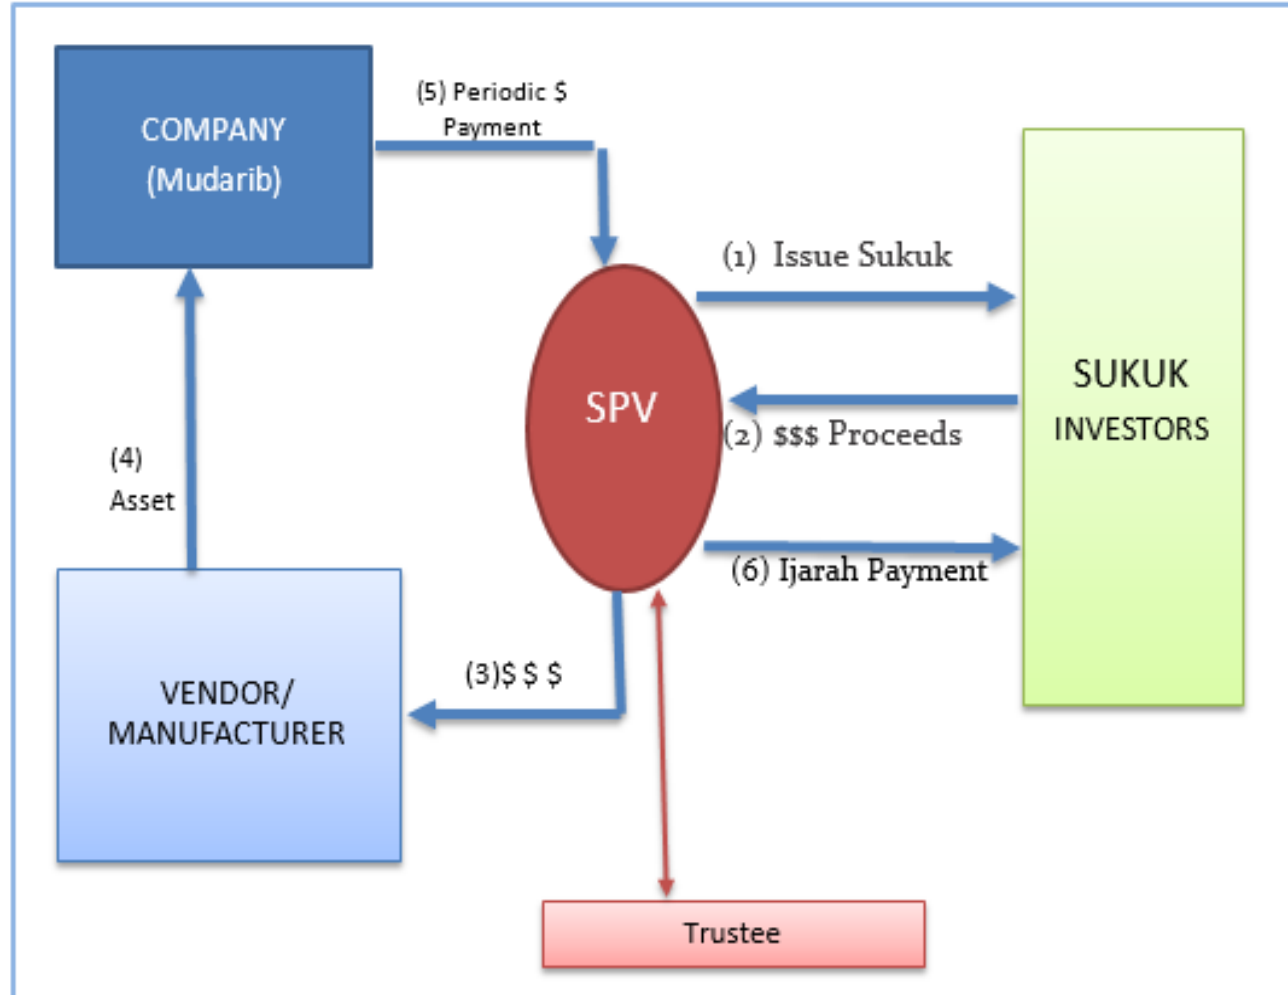 COMPANY
(Mudarib)
(5) Periodic $
Payment
(1) Issue Sukuk
SPV
SUKUK
INVESTORS
(2) $$$ Proceeds
(4)
Asset
(6) Ijarah Payment
(3)$ $ $
VENDOR/
MANUFACTURER
Trustee